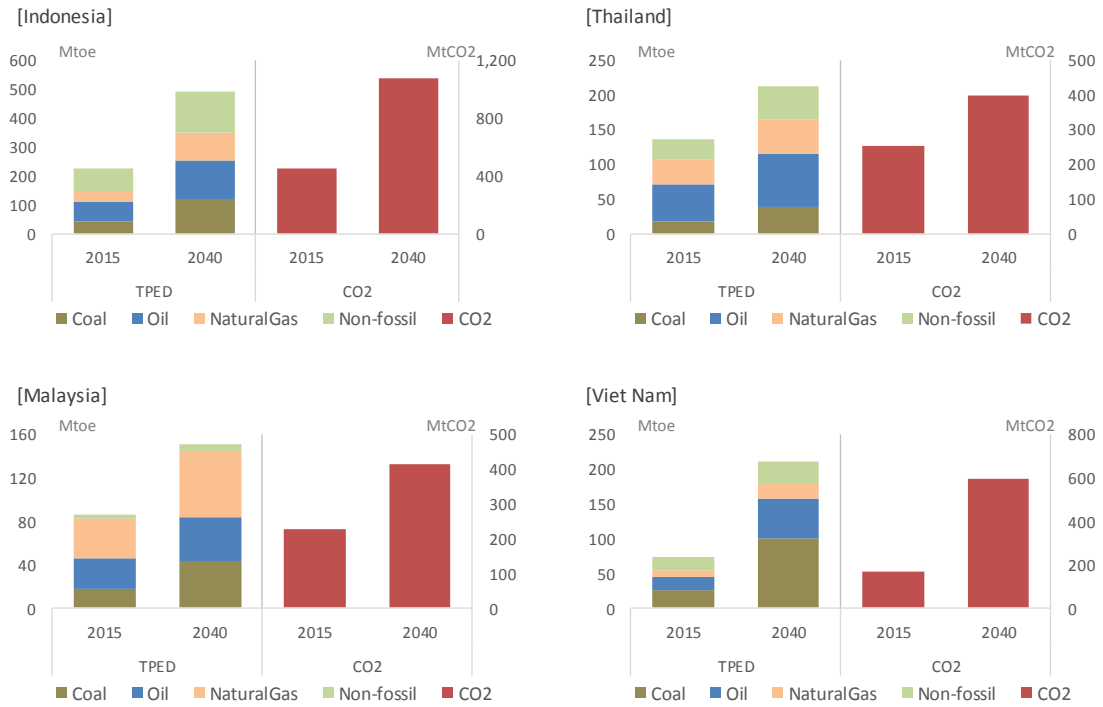 [Indonesia]
Mtoe MtCO2
600 1,200
500
400 800
300
200 400
100
0 0
2015 2040 2015 2040
TPED CO2
Coal Oil NaturalGas Non-fossil CO2
[Thailand]
Mtoe MtCO2
250 500
200 400
150 300
100 200
50 100
0 0
2015 2040 2015 2040
TPED CO2
Coal Oil NaturalGas Non-fossil CO2
[Malaysia]
Mtoe MtCO2
160 500
120 400
300
80
200
40 100
0 0
2015 2040 2015 2040
TPED CO2
Coal Oil NaturalGas Non-fossil CO2
[Viet Nam]
Mtoe MtCO2
250 800
200 600
150
400
100
50 200
0 0
2015 2040 2015 2040
TPED CO2
Coal Oil NaturalGas Non-fossil CO2